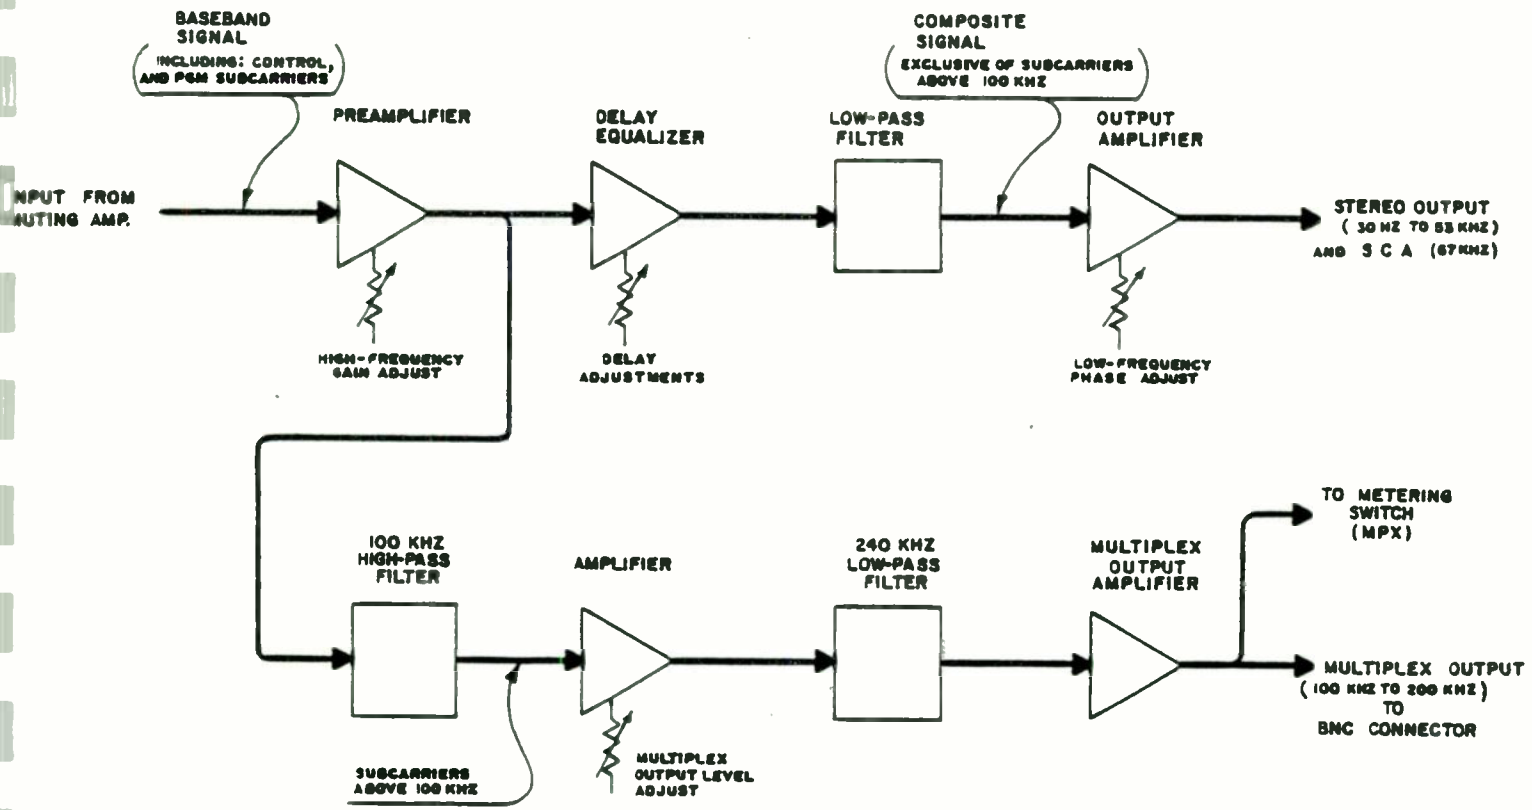 BASEBAND
SIGNAL
(INCLUDING: CONTROL,
AND PGM SUBCARRIERS)
COMPOSITE
SIGNAL
(EXCLUSIVE OF SUBCARRIERS
ABOVE 100 KHZ)
PREAMPLIFIER
DELAY
EQUALIZER
LOW-PASS
FILTER
OUTPUT
AMPLIFIER
NPUT FROM
UTING AMP.
STEREO OUTPUT
(30 HZ TO 53 KHZ)
AND SCA (67KHZ)
HIGH-FREQUENCY
GAIN ADJUST
DELAY
ADJUSTMENTS
LOW-FREQUENCY
PHASE ADJUST
TO METERING
SWITCH
(MPX)
100 KHZ
HIGH-PASS
FILTER
AMPLIFIER
240 KHZ
LOW-PASS
FILTER
MULTIPLEX
OUTPUT
AMPLIFIER
MULTIPLEX OUTPUT
(100 KHZ TO 200 KHZ)
TO
BNC CONNECTOR
SUBCARRIERS
ABOVE 100 KHZ
MULTIPLEX
OUTPUT LEVEL
ADJUST